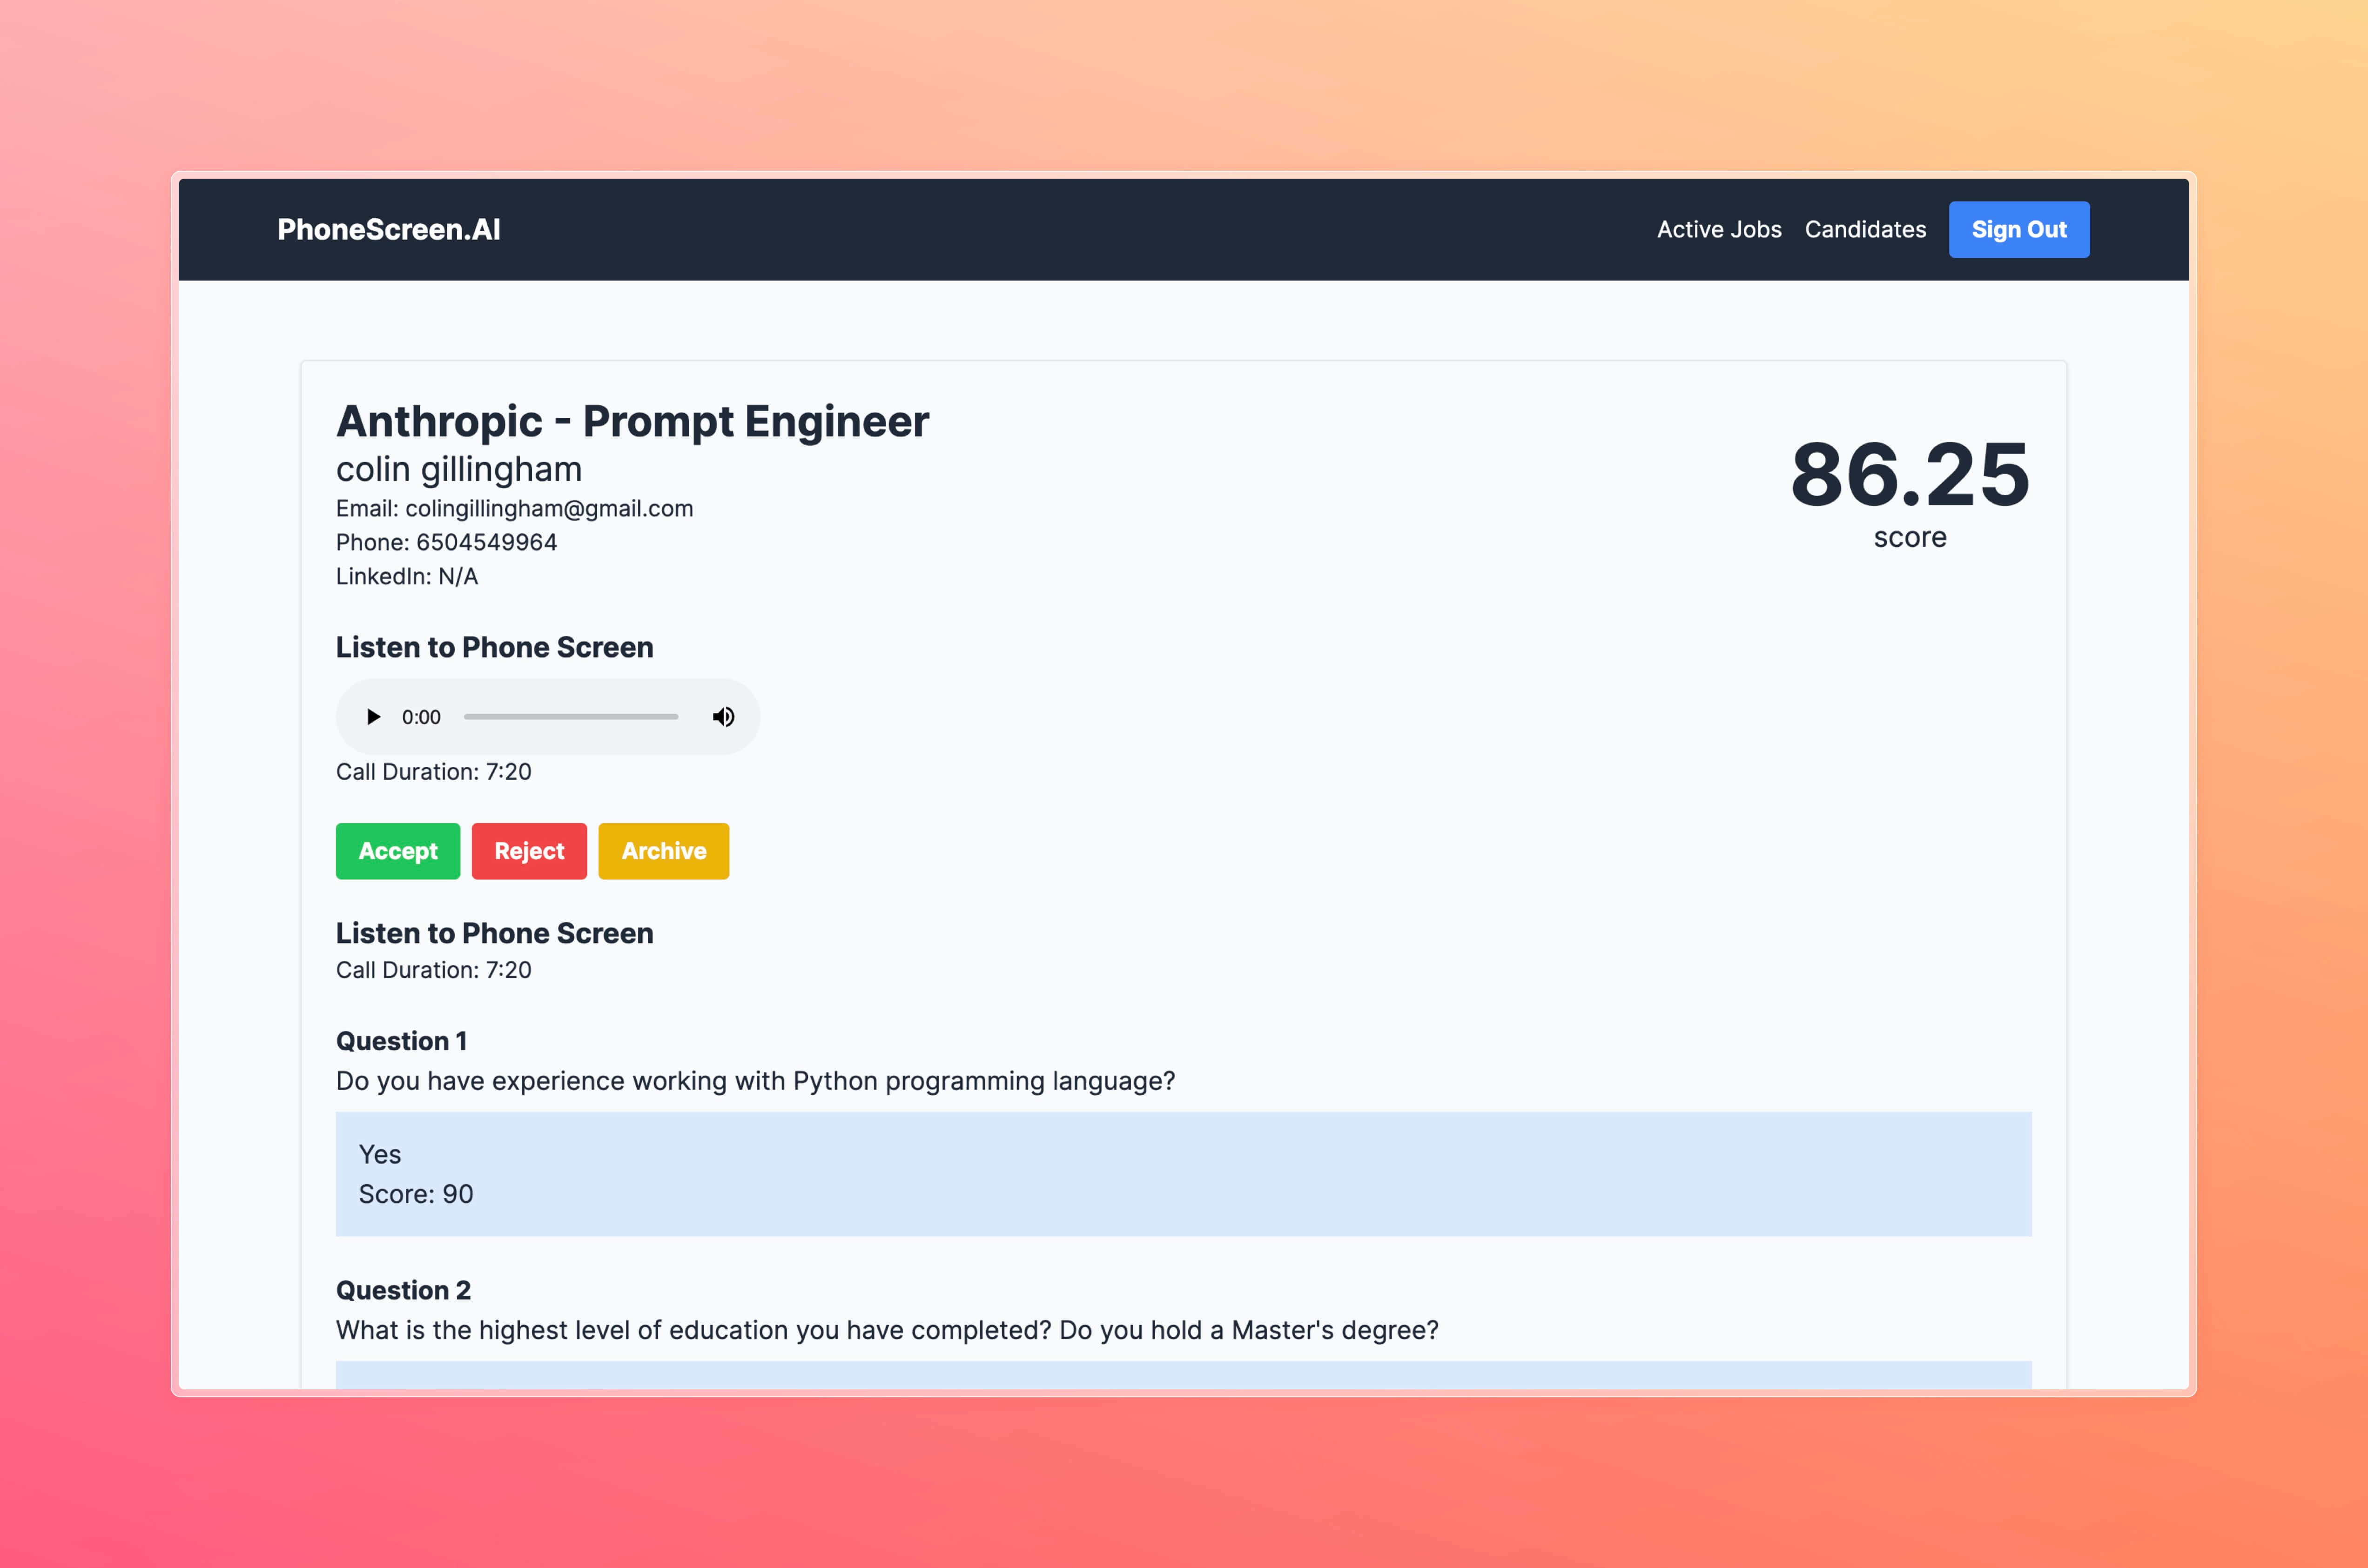 PhoneScreen.AI
Active Jobs Candidates Sign Out
Anthropic - Prompt Engineer
colin gillingham
Email: colingillingham@gmail.com
Phone: 6504549964
LinkedIn: N/A
86.25
score
Listen to Phone Screen
0:00
Call Duration: 7:20
Accept Reject Archive
Listen to Phone Screen
Call Duration: 7:20
Question 1
Do you have experience working with Python programming language?
Yes
Score: 90
Question 2
What is the highest level of education you have completed? Do you hold a Master's degree?